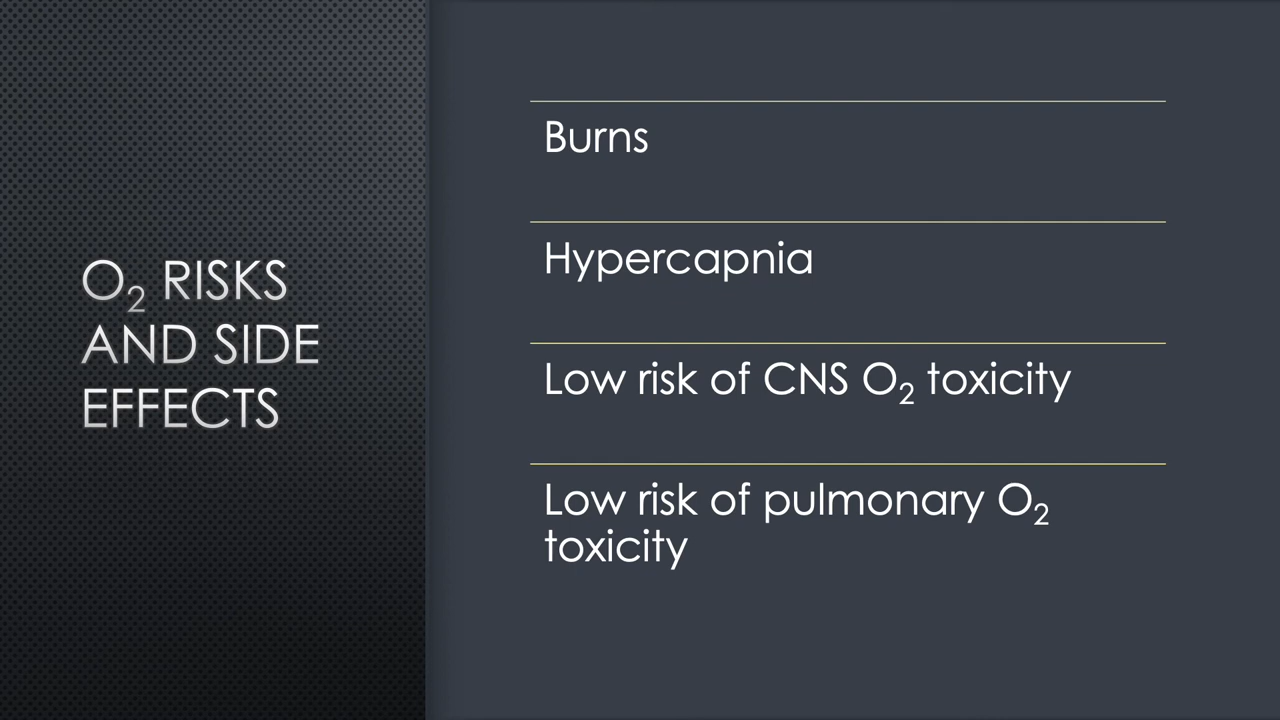 O₂ RISKS
AND SIDE
EFFECTS
Burns
Hypercapnia
Low risk of CNS O₂ toxicity
Low risk of pulmonary O₂
toxicity